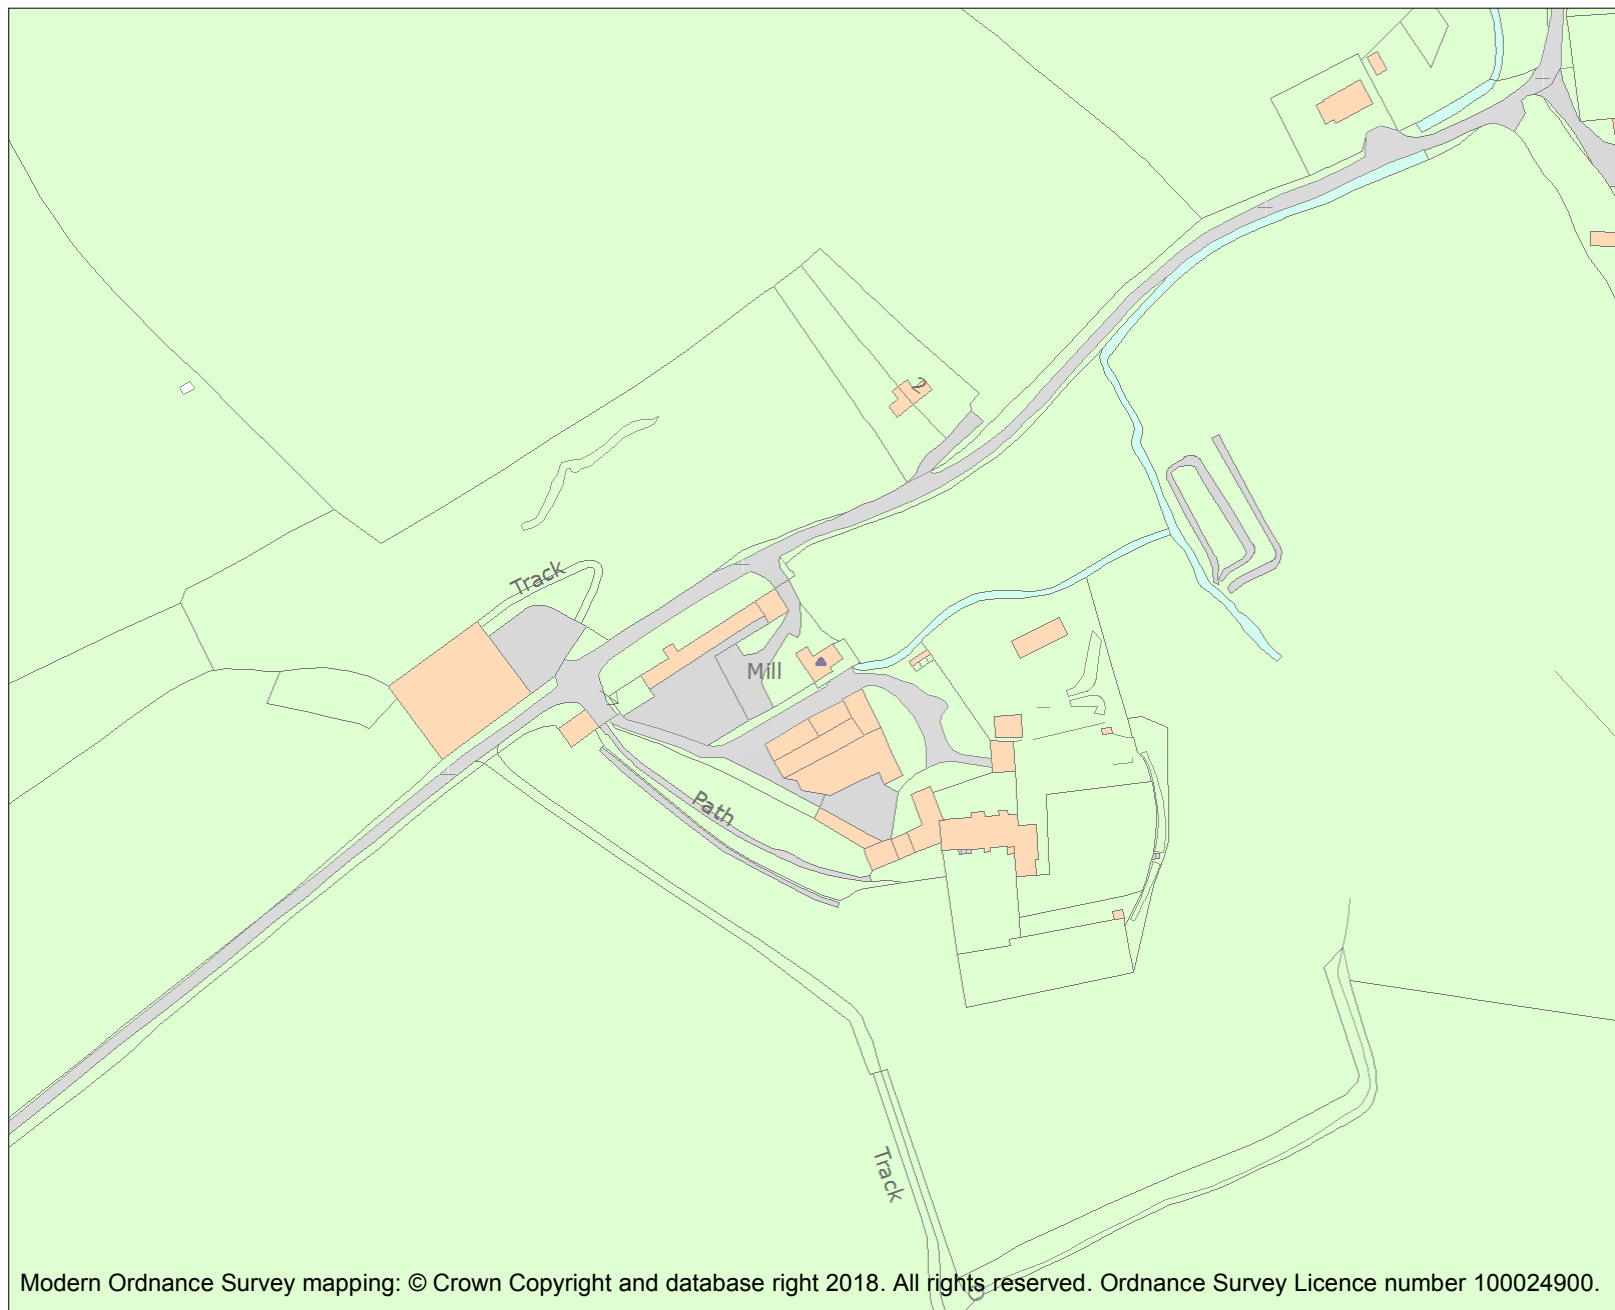 2
Track
Mill
Path
Track
Modern Ordnance Survey mapping: © Crown Copyright and database right 2018. All rights reserved. Ordnance Survey Licence number 100024900.